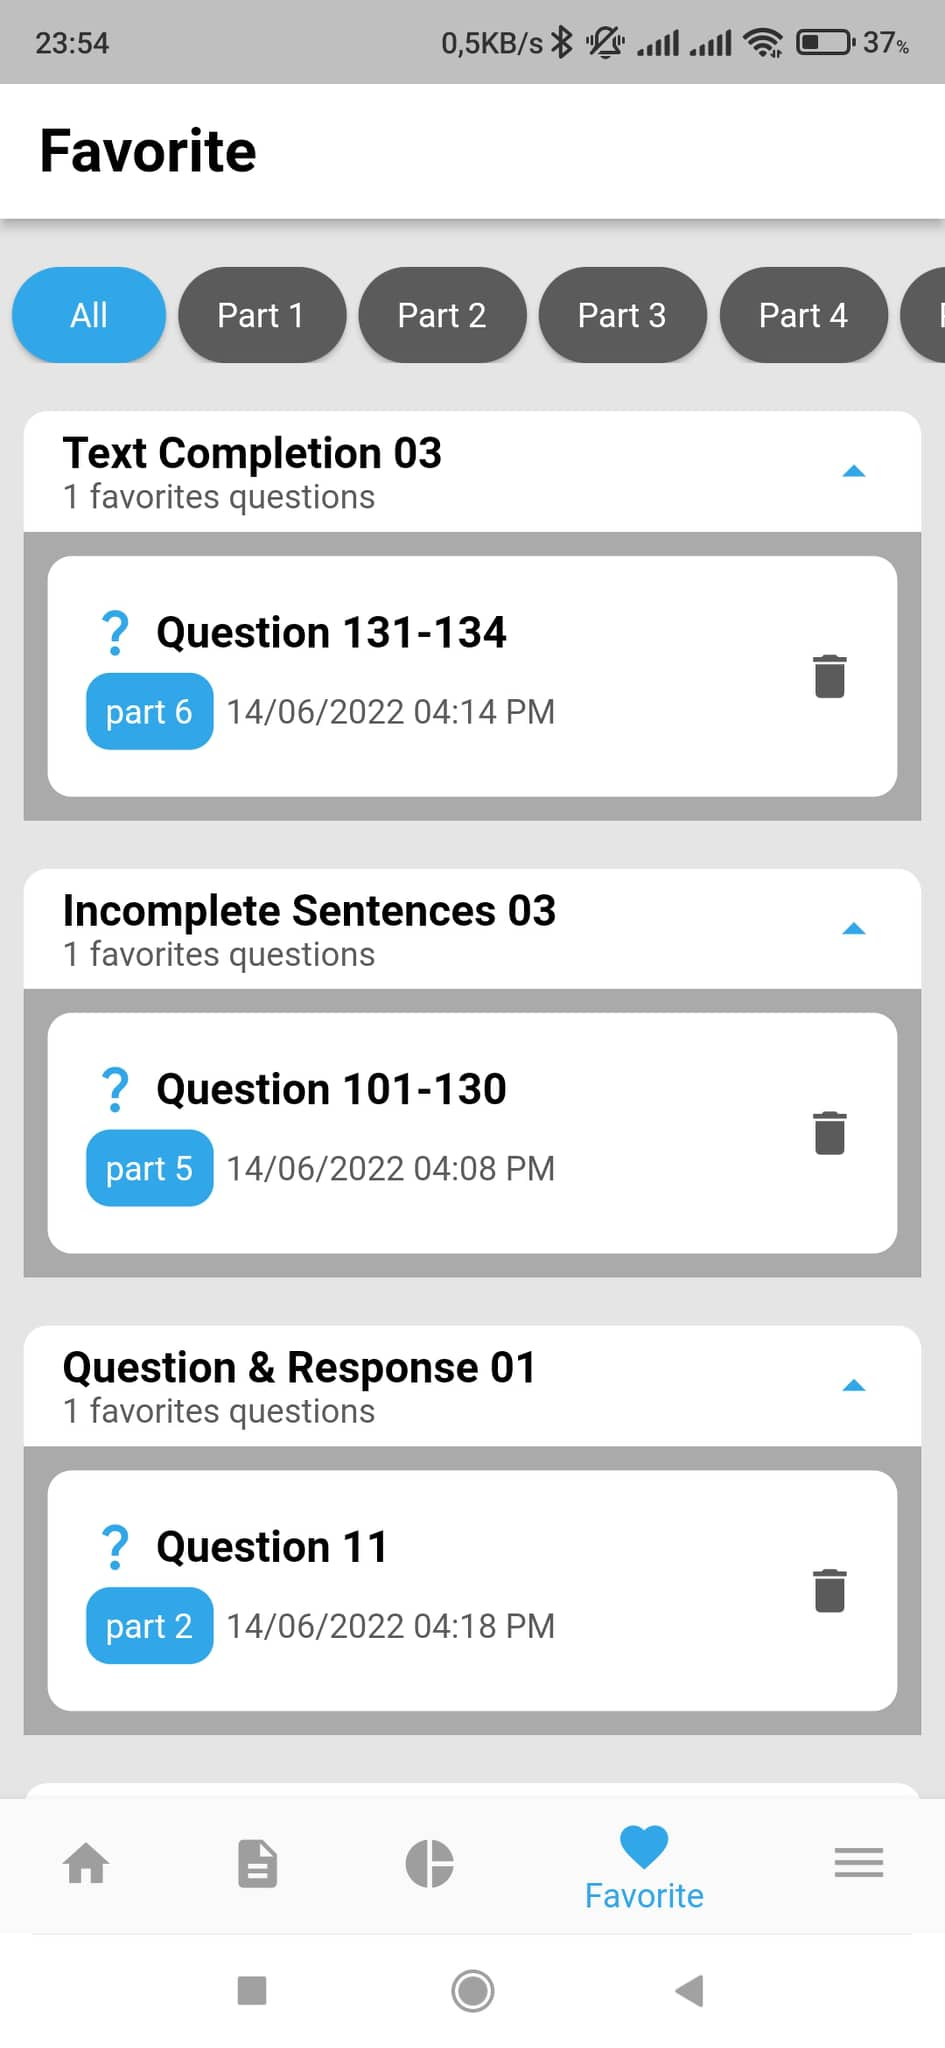 23:54 0,5KB/s 37%
Favorite
All Part 1 Part 2 Part 3 Part 4
Text Completion 03
1 favorites questions
? Question 131-134
part 6 14/06/2022 04:14 PM
Incomplete Sentences 03
1 favorites questions
? Question 101-130
part 5 14/06/2022 04:08 PM
Question & Response 01
1 favorites questions
? Question 11
part 2 14/06/2022 04:18 PM
Favorite